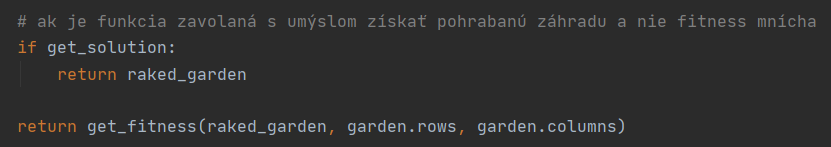 # ak je funkcia zavolaná s umýslom získať pohrabanú záhradu a nie fitness mnícha
if get_solution:
    return raked_garden
return get_fitness(raked_garden, garden.rows, garden.columns)